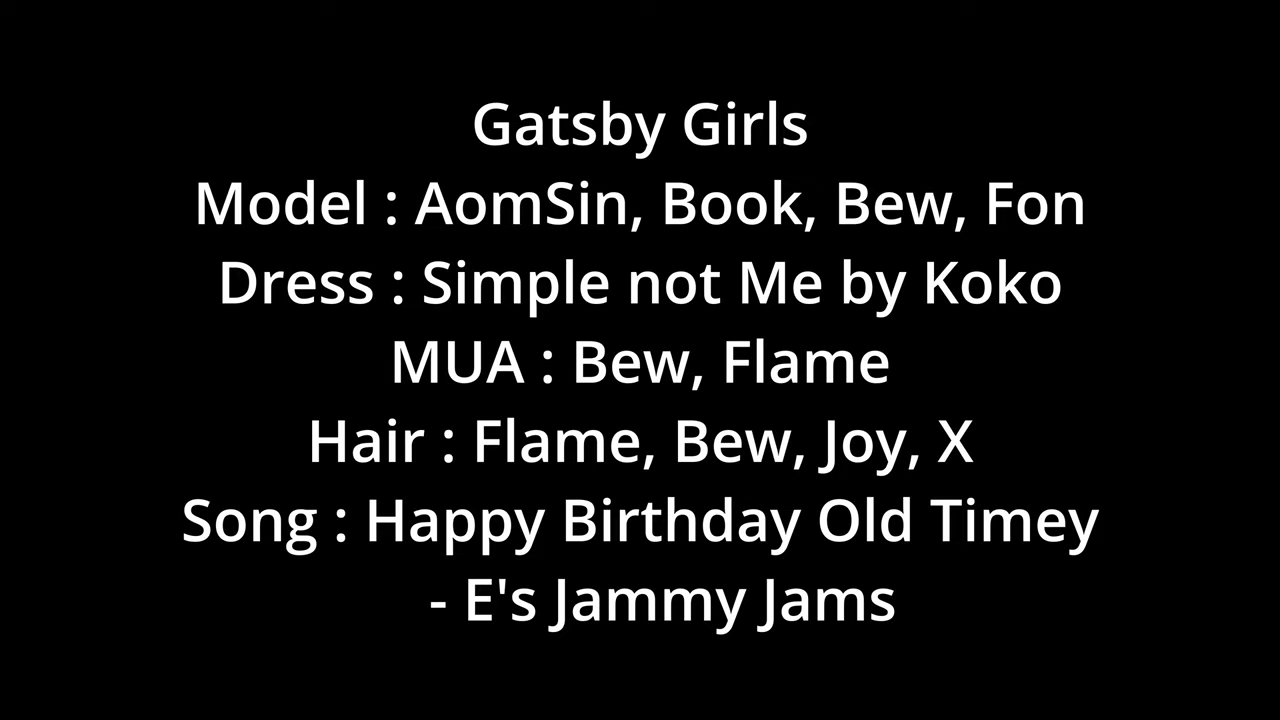 Gatsby Girls
Model : AomSin, Book, Bew, Fon
Dress : Simple not Me by Koko
MUA : Bew, Flame
Hair : Flame, Bew, Joy, X
Song : Happy Birthday Old Timey
- E's Jammy Jams